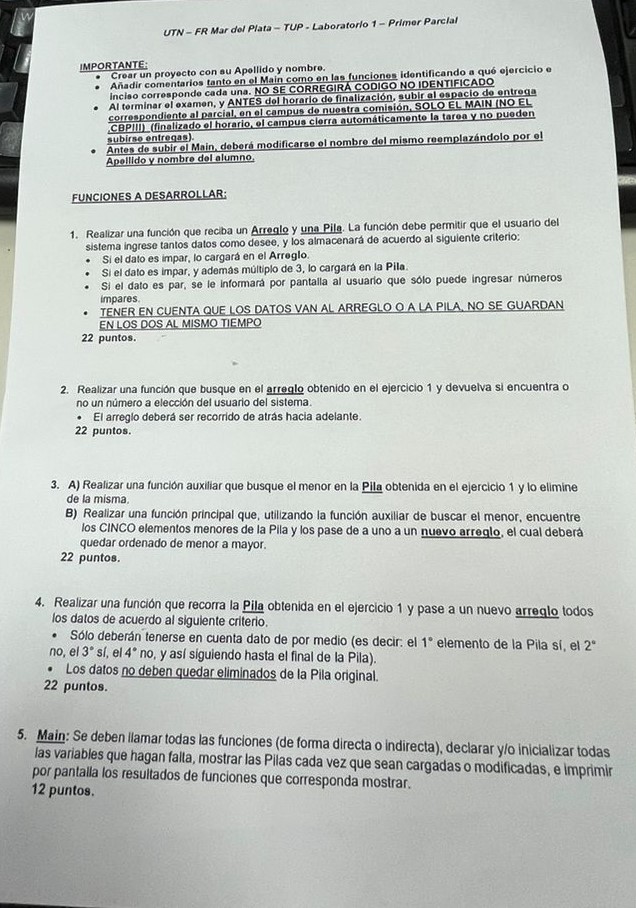 UTN – FR Mar del Plata – TUP - Laboratorio 1 – Primer Parcial
IMPORTANTE:
• Crear un proyecto con su Apellido y nombre.
• Añadir comentarios tanto en el Main como en las funciones identificando a qué ejercicio e
inciso corresponde cada una. NO SE CORREGIRÁ CODIGO NO IDENTIFICADO
• Al terminar el examen, y ANTES del horario de finalización, subir al espacio de entrega
correspondiente al parcial, en el campus de nuestra comisión, SOLO EL MAIN (NO EL
.CBP!!!) (finalizado el horario, el campus cierra automáticamente la tarea y no pueden
subirse entregas).
• Antes de subir el Main, deberá modificarse el nombre del mismo reemplazándolo por el
Apellido y nombre del alumno.
FUNCIONES A DESARROLLAR:
1. Realizar una función que reciba un Arreglo y una Pila. La función debe permitir que el usuario del
sistema ingrese tantos datos como desee, y los almacenará de acuerdo al siguiente criterio:
• Si el dato es impar, lo cargará en el Arreglo.
• Si el dato es impar, y además múltiplo de 3, lo cargará en la Pila.
• Si el dato es par, se le informará por pantalla al usuario que sólo puede ingresar números
impares.
• TENER EN CUENTA QUE LOS DATOS VAN AL ARREGLO O A LA PILA, NO SE GUARDAN
EN LOS DOS AL MISMO TIEMPO
22 puntos.
2. Realizar una función que busque en el arreglo obtenido en el ejercicio 1 y devuelva si encuentra o
no un número a elección del usuario del sistema.
• El arreglo deberá ser recorrido de atrás hacia adelante.
22 puntos.
3. A) Realizar una función auxiliar que busque el menor en la Pila obtenida en el ejercicio 1 y lo elimine
de la misma.
B) Realizar una función principal que, utilizando la función auxiliar de buscar el menor, encuentre
los CINCO elementos menores de la Pila y los pase de a uno a un nuevo arreglo, el cual deberá
quedar ordenado de menor a mayor.
22 puntos.
4. Realizar una función que recorra la Pila obtenida en el ejercicio 1 y pase a un nuevo arreglo todos
los datos de acuerdo al siguiente criterio.
• Sólo deberán tenerse en cuenta dato de por medio (es decir: el 1° elemento de la Pila sí, el 2°
no, el 3° sí, el 4° no, y así siguiendo hasta el final de la Pila).
• Los datos no deben quedar eliminados de la Pila original.
22 puntos.
5. Main: Se deben llamar todas las funciones (de forma directa o indirecta), declarar y/o inicializar todas
las variables que hagan falta, mostrar las Pilas cada vez que sean cargadas o modificadas, e imprimir
por pantalla los resultados de funciones que corresponda mostrar.
12 puntos.